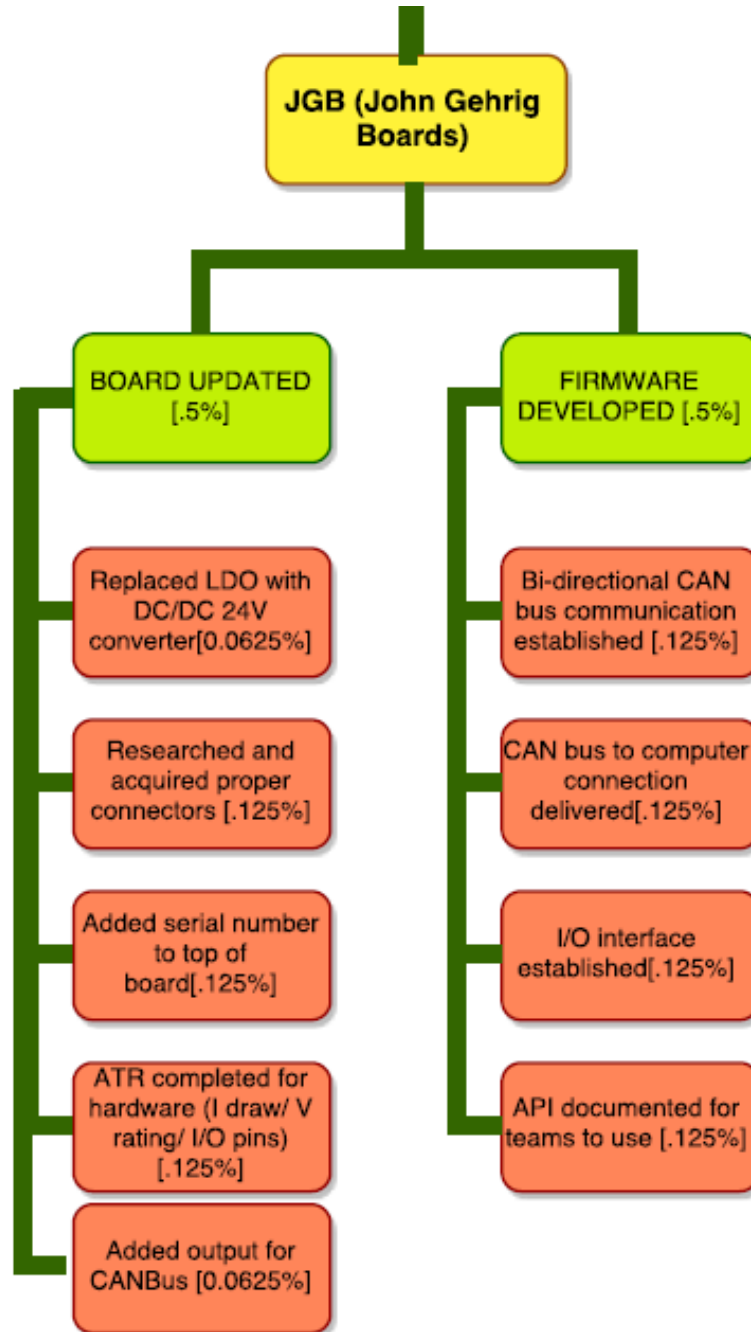 JGB (John Gehrig
Boards)
BOARD UPDATED
[.5%]
Replaced LDO with
DC/DC 24V
converter[0.0625%]
Researched and
acquired proper
connectors [.125%]
Added serial number
to top of
board[.125%]
ATR completed for
hardware (I draw/ V
rating/ I/O pins)
[.125%]
Added output for
CANBus [0.0625%]
FIRMWARE
DEVELOPED [.5%]
Bi-directional CAN
bus communication
established [.125%]
CAN bus to computer
connection
delivered[.125%]
I/O interface
established[.125%]
API documented for
teams to use [.125%]